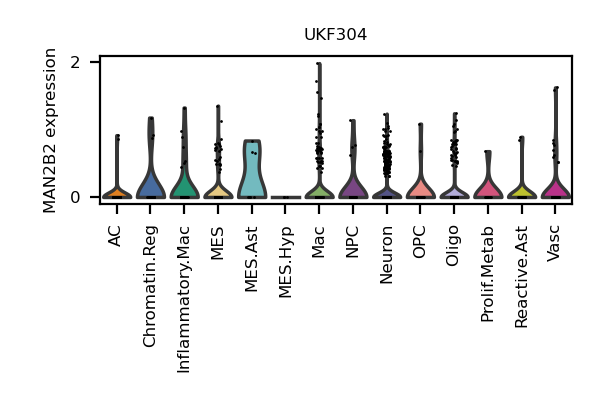 UKF304
MAN2B2 expression
2
0
AC
Chromatin.Reg
Inflammatory.Mac
MES
MES.Ast
MES.Hyp
Mac
NPC
Neuron
OPC
Oligo
Prolif.Metab
Reactive.Ast
Vasc